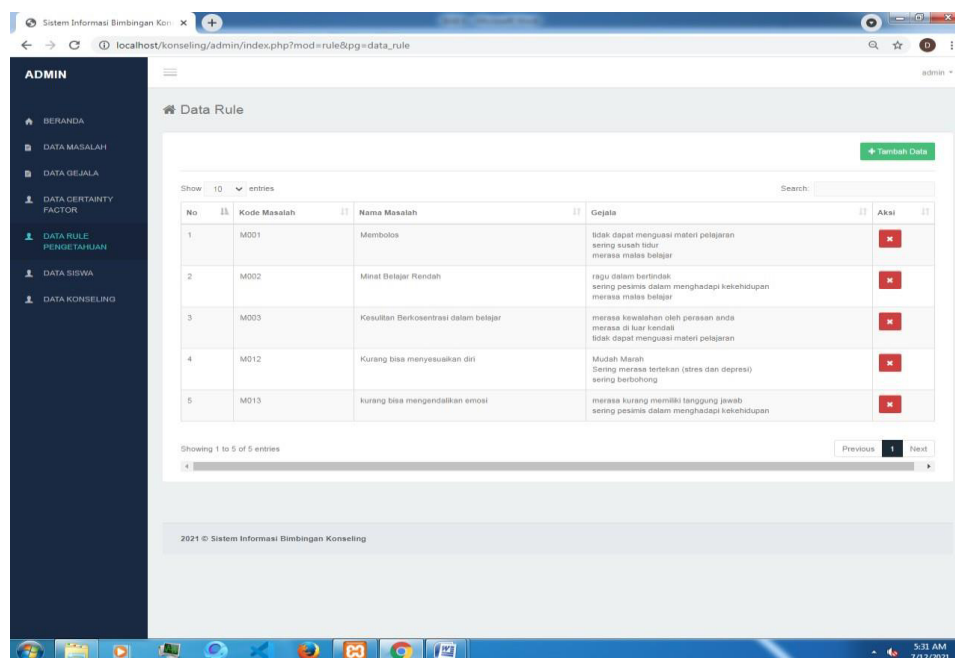 Sistem Informasi Bimbingan Kon
localhost/konseling/admin/index.php?mod=rule&pg=data_rule
D
ADMIN
admin
BERANDA
DATA MASALAH
DATA GEJALA
DATA CERTAINTY
FACTOR
DATA RULE
PENGETAHUAN
DATA SISWA
DATA KONSELING
Data Rule
+ Tambah Data
Show 10 entries
Search:
No Kode Masalah Nama Masalah Gejala Aksi
1 M001 Membolos tidak dapat menguasi materi pelajaran
sering susah tidur
merasa malas belajar
2 M002 Minat Belajar Rendah ragu dalam bertindak
sering pesimis dalam menghadapi kekehidupan
merasa malas belajar
3 M003 Kesulitan Berkosentrasi dalam belajar merasa kewalahan oleh perasan anda
merasa di luar kendali
tidak dapat menguasi materi pelajaran
4 M012 Kurang bisa menyesuaikan diri Mudah Marah
Sering merasa tertekan (stres dan depresi)
sering berbohong
5 M013 kurang bisa mengendalikan emosi merasa kurang memiliki tanggung jawab
sering pesimis dalam menghadapi kekehidupan
Showing 1 to 5 of 5 entries
Previous 1 Next
2021 © Sistem Informasi Bimbingan Konseling
5:31 AM
7/12/2021